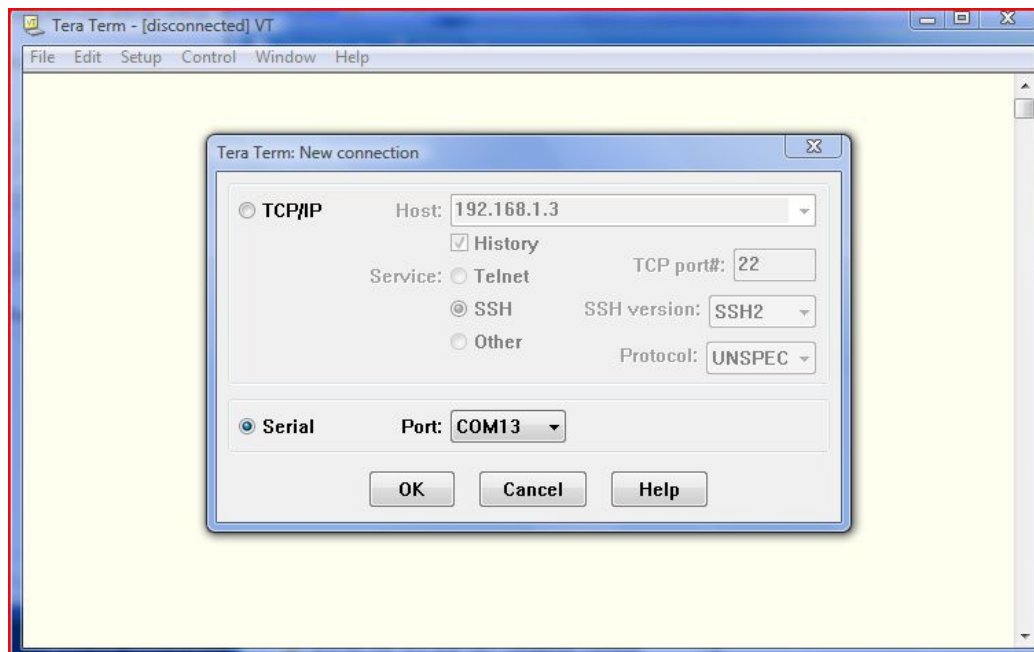 Tera Term - [disconnected] VT
File Edit Setup Control Window Help
Tera Term: New connection
TCP/IP Host: 192.168.1.3
History
Service: Telnet TCP port#: 22
SSH SSH version: SSH2
Other Protocol: UNSPEC
Serial Port: COM13
OK Cancel Help